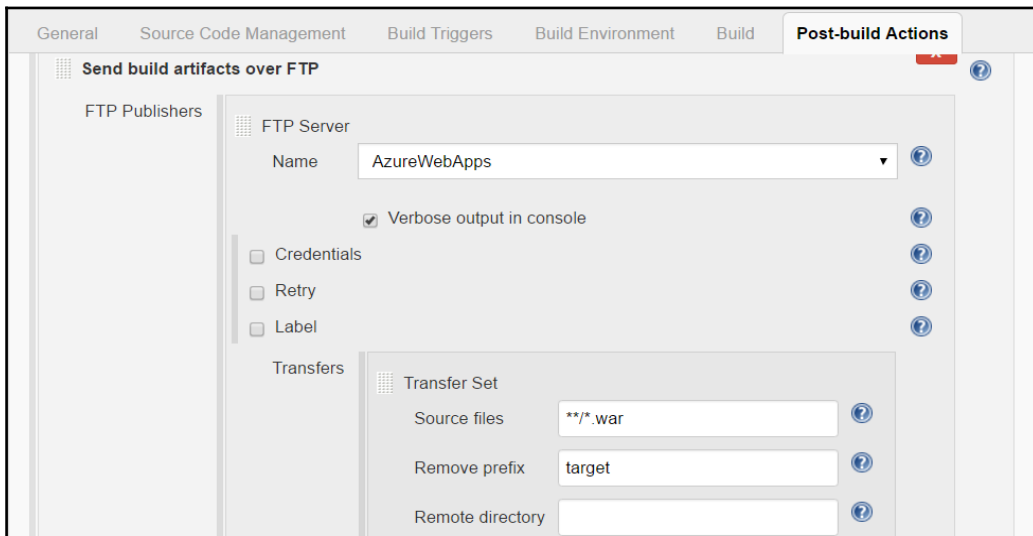 General Source Code Management Build Triggers Build Environment Build Post-build Actions
Send build artifacts over FTP
FTP Publishers
FTP Server
Name AzureWebApps
Verbose output in console
Credentials
Retry
Label
Transfers
Transfer Set
Source files **/*.war
Remove prefix target
Remote directory